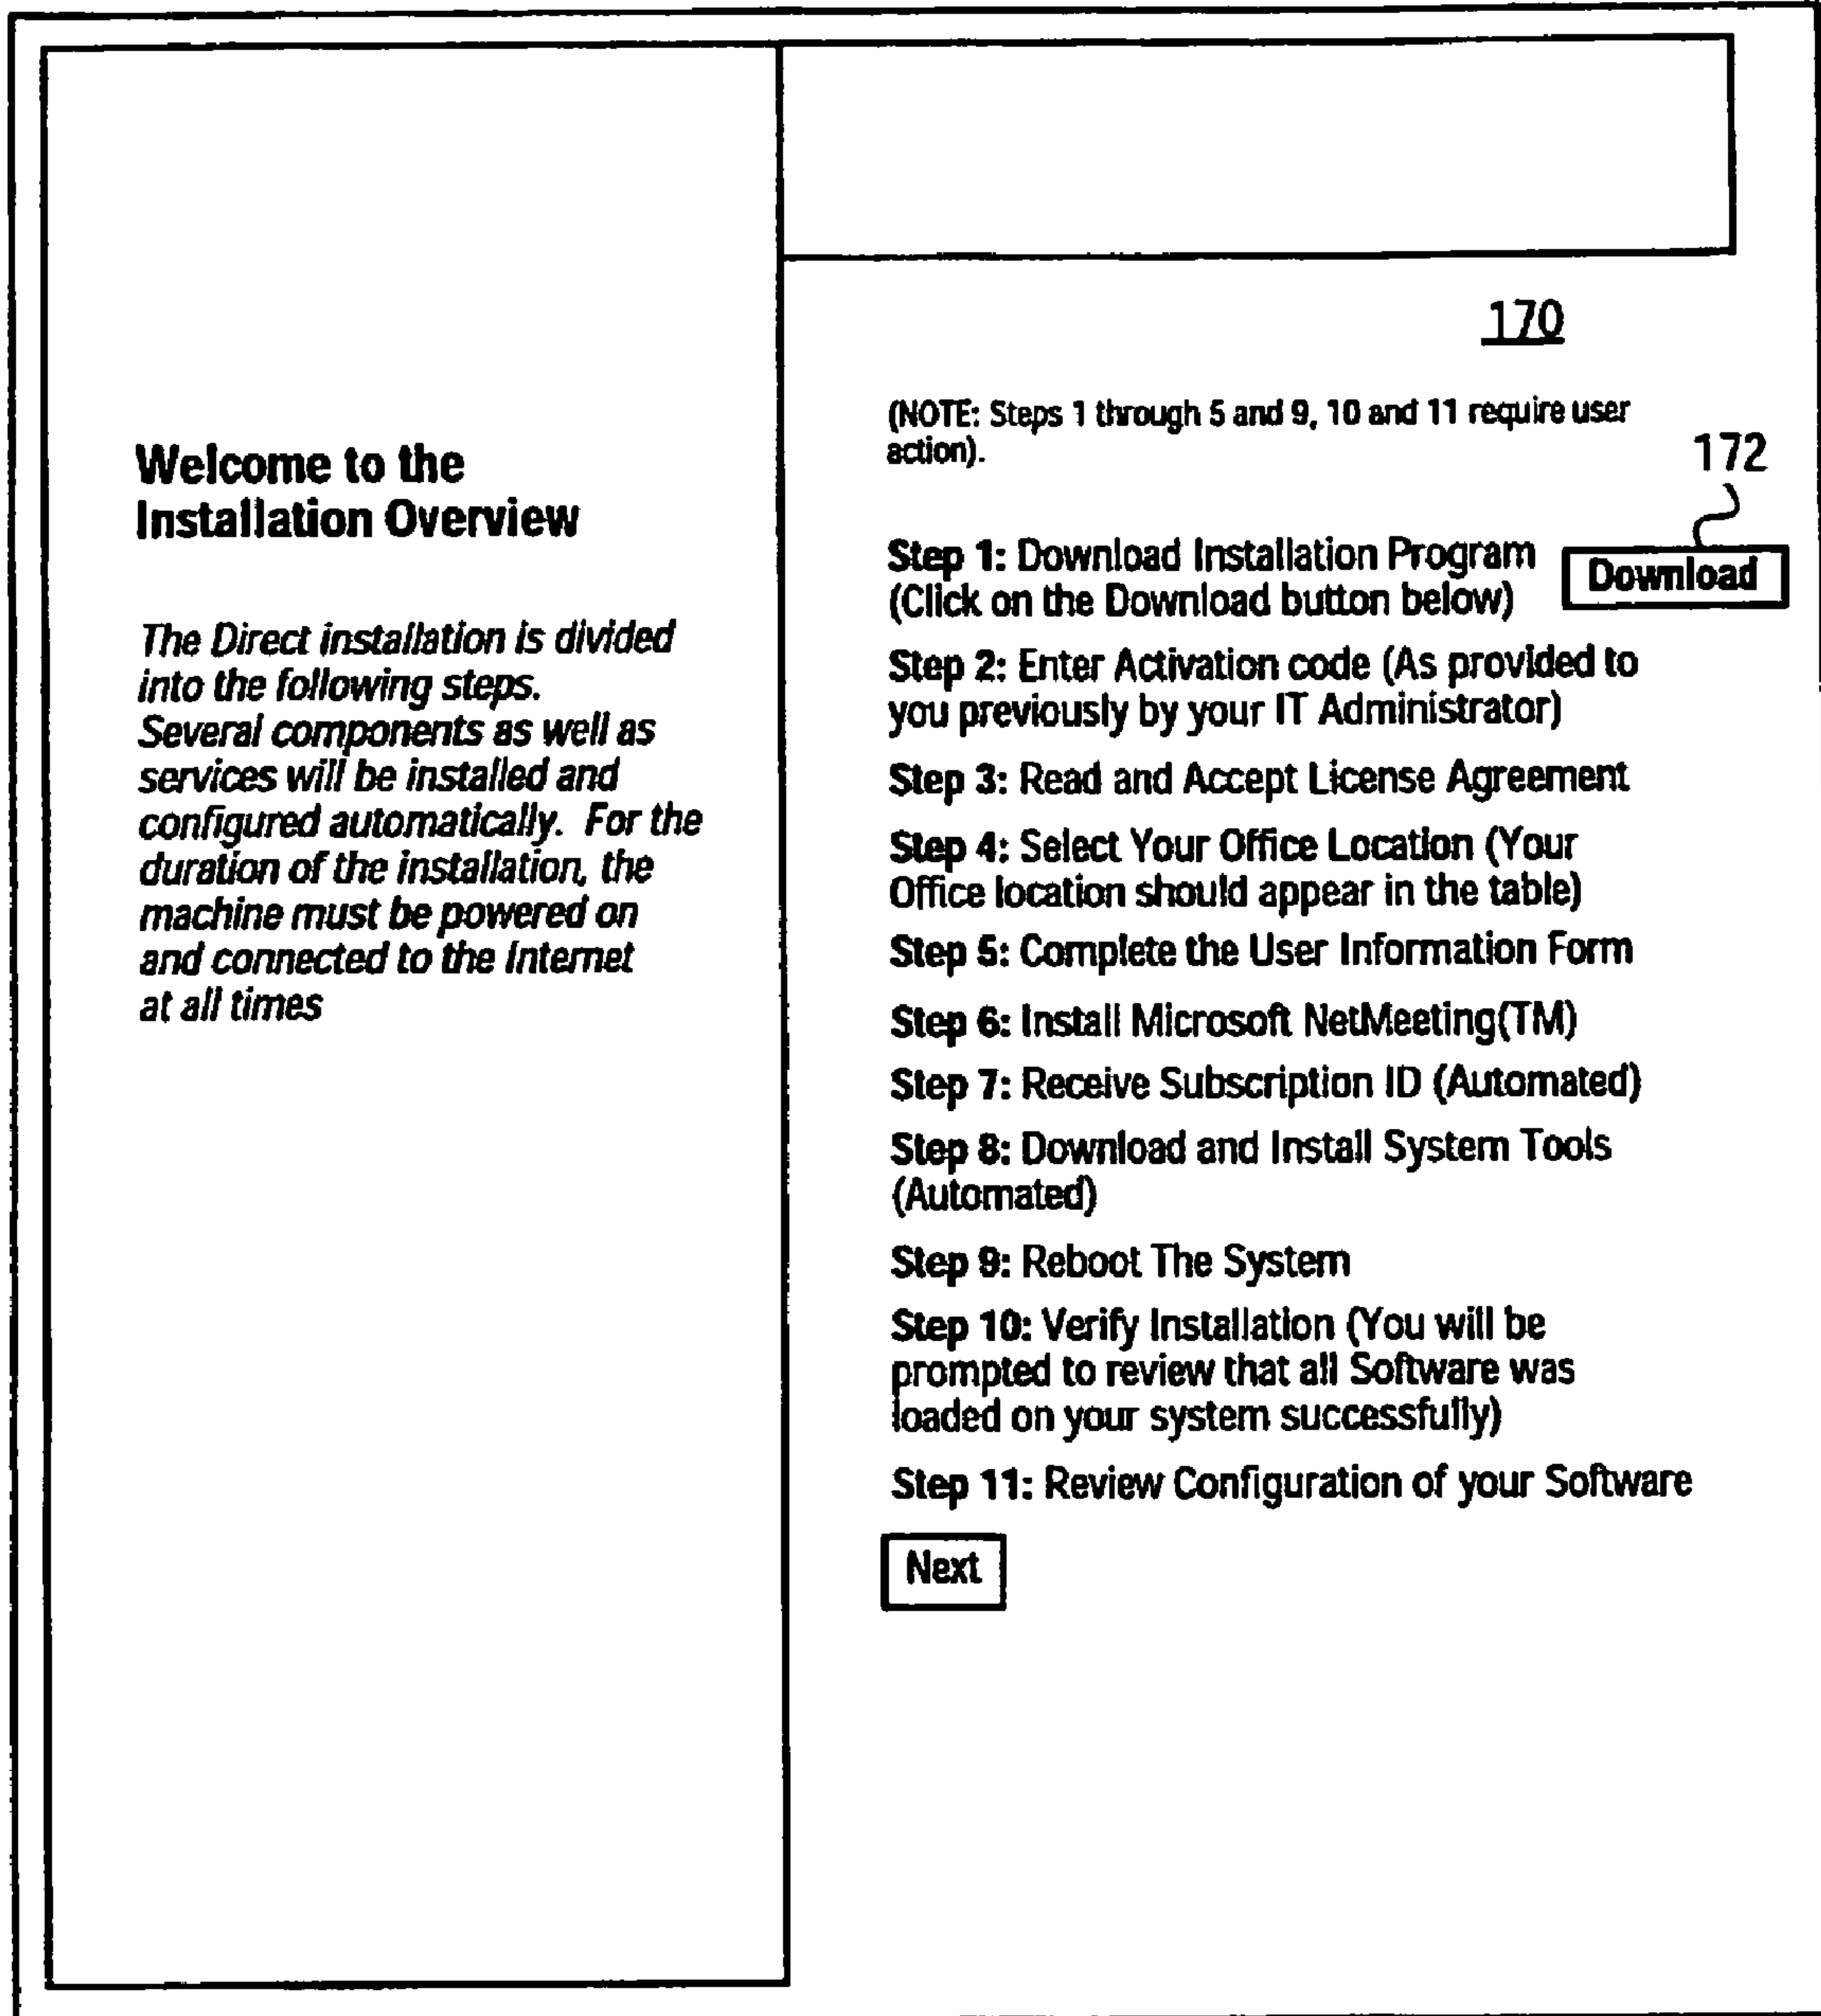 Welcome to the
Installation Overview
The Direct installation is divided
into the following steps.
Several components as well as
services will be installed and
configured automatically. For the
duration of the installation, the
machine must be powered on
and connected to the Internet
at all times
170
(NOTE: Steps 1 through 5 and 9, 10 and 11 require user
action).
172
Step 1: Download Installation Program
(Click on the Download button below)
Download
Step 2: Enter Activation code (As provided to
you previously by your IT Administrator)
Step 3: Read and Accept License Agreement
Step 4: Select Your Office Location (Your
Office location should appear in the table)
Step 5: Complete the User Information Form
Step 6: Install Microsoft NetMeeting(TM)
Step 7: Receive Subscription ID (Automated)
Step 8: Download and Install System Tools
(Automated)
Step 9: Reboot The System
Step 10: Verify Installation (You will be
prompted to review that all Software was
loaded on your system successfully)
Step 11: Review Configuration of your Software
Next